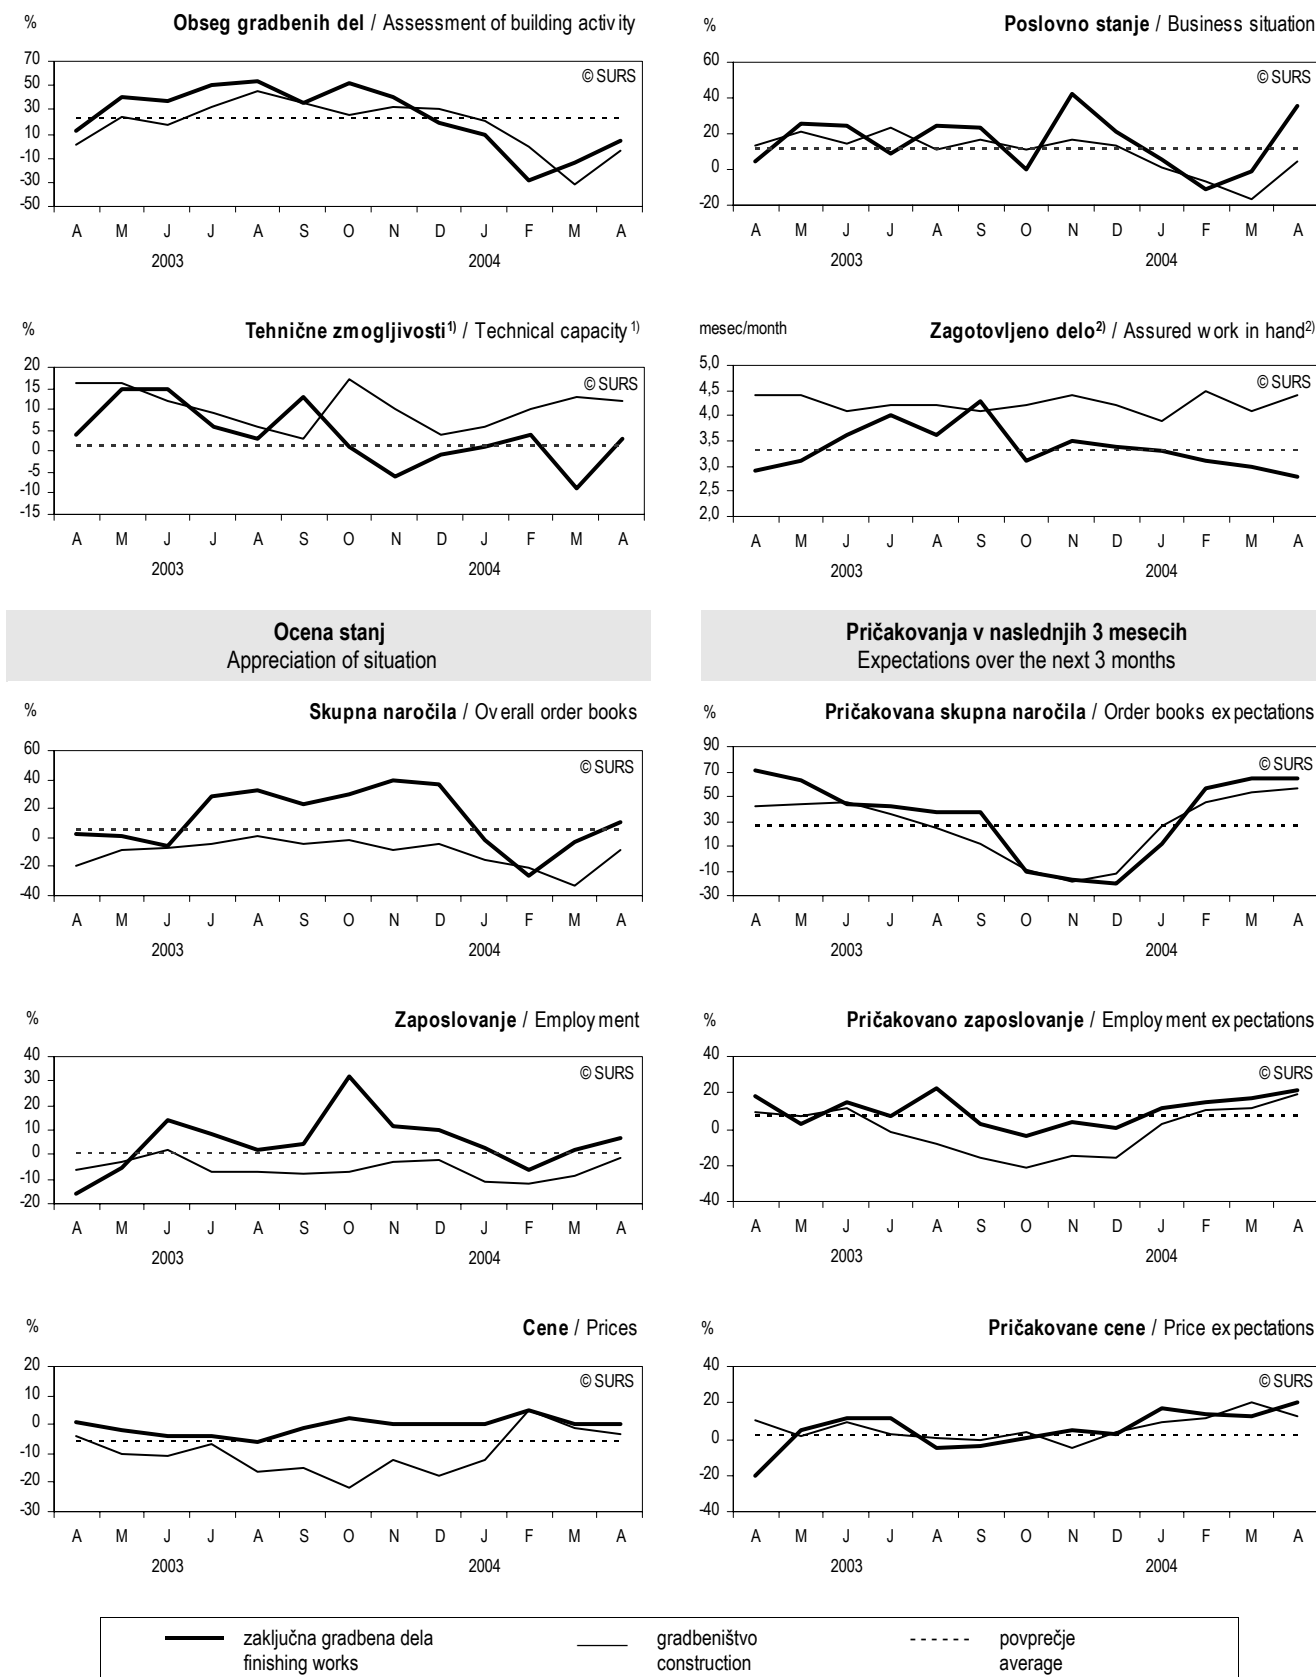 % Obseg gradbenih del / Assessment of building activity
© SURS
70
50
30
10
-10
-30
-50
A M J J A S O N D J F M A
2003 2004
% Poslovno stanje / Business situation
© SURS
60
40
20
0
-20
A M J J A S O N D J F M A
2003 2004
% Tehnične zmogljivosti1) / Technical capacity 1)
© SURS
20
15
10
5
0
-5
-10
-15
A M J J A S O N D J F M A
2003 2004
mesec/month Zagotovljeno delo2) / Assured work in hand2)
© SURS
5,0
4,5
4,0
3,5
3,0
2,5
2,0
A M J J A S O N D J F M A
2003 2004
Ocena stanj
Appreciation of situation
Pričakovanja v naslednjih 3 mesecih
Expectations over the next 3 months
% Skupna naročila / Overall order books
© SURS
60
40
20
0
-20
-40
A M J J A S O N D J F M A
2003 2004
% Pričakovana skupna naročila / Order books expectations
© SURS
90
70
50
30
10
-10
-30
A M J J A S O N D J F M A
2003 2004
% Zaposlovanje / Employment
© SURS
40
30
20
10
0
-10
-20
A M J J A S O N D J F M A
2003 2004
% Pričakovano zaposlovanje / Employment expectations
© SURS
40
20
0
-20
-40
A M J J A S O N D J F M A
2003 2004
% Cene / Prices
© SURS
20
10
0
-10
-20
-30
A M J J A S O N D J F M A
2003 2004
% Pričakovane cene / Price expectations
© SURS
40
20
0
-20
-40
A M J J A S O N D J F M A
2003 2004
zaključna gradbena dela
finishing works
gradbeništvo
construction
povprečje
average